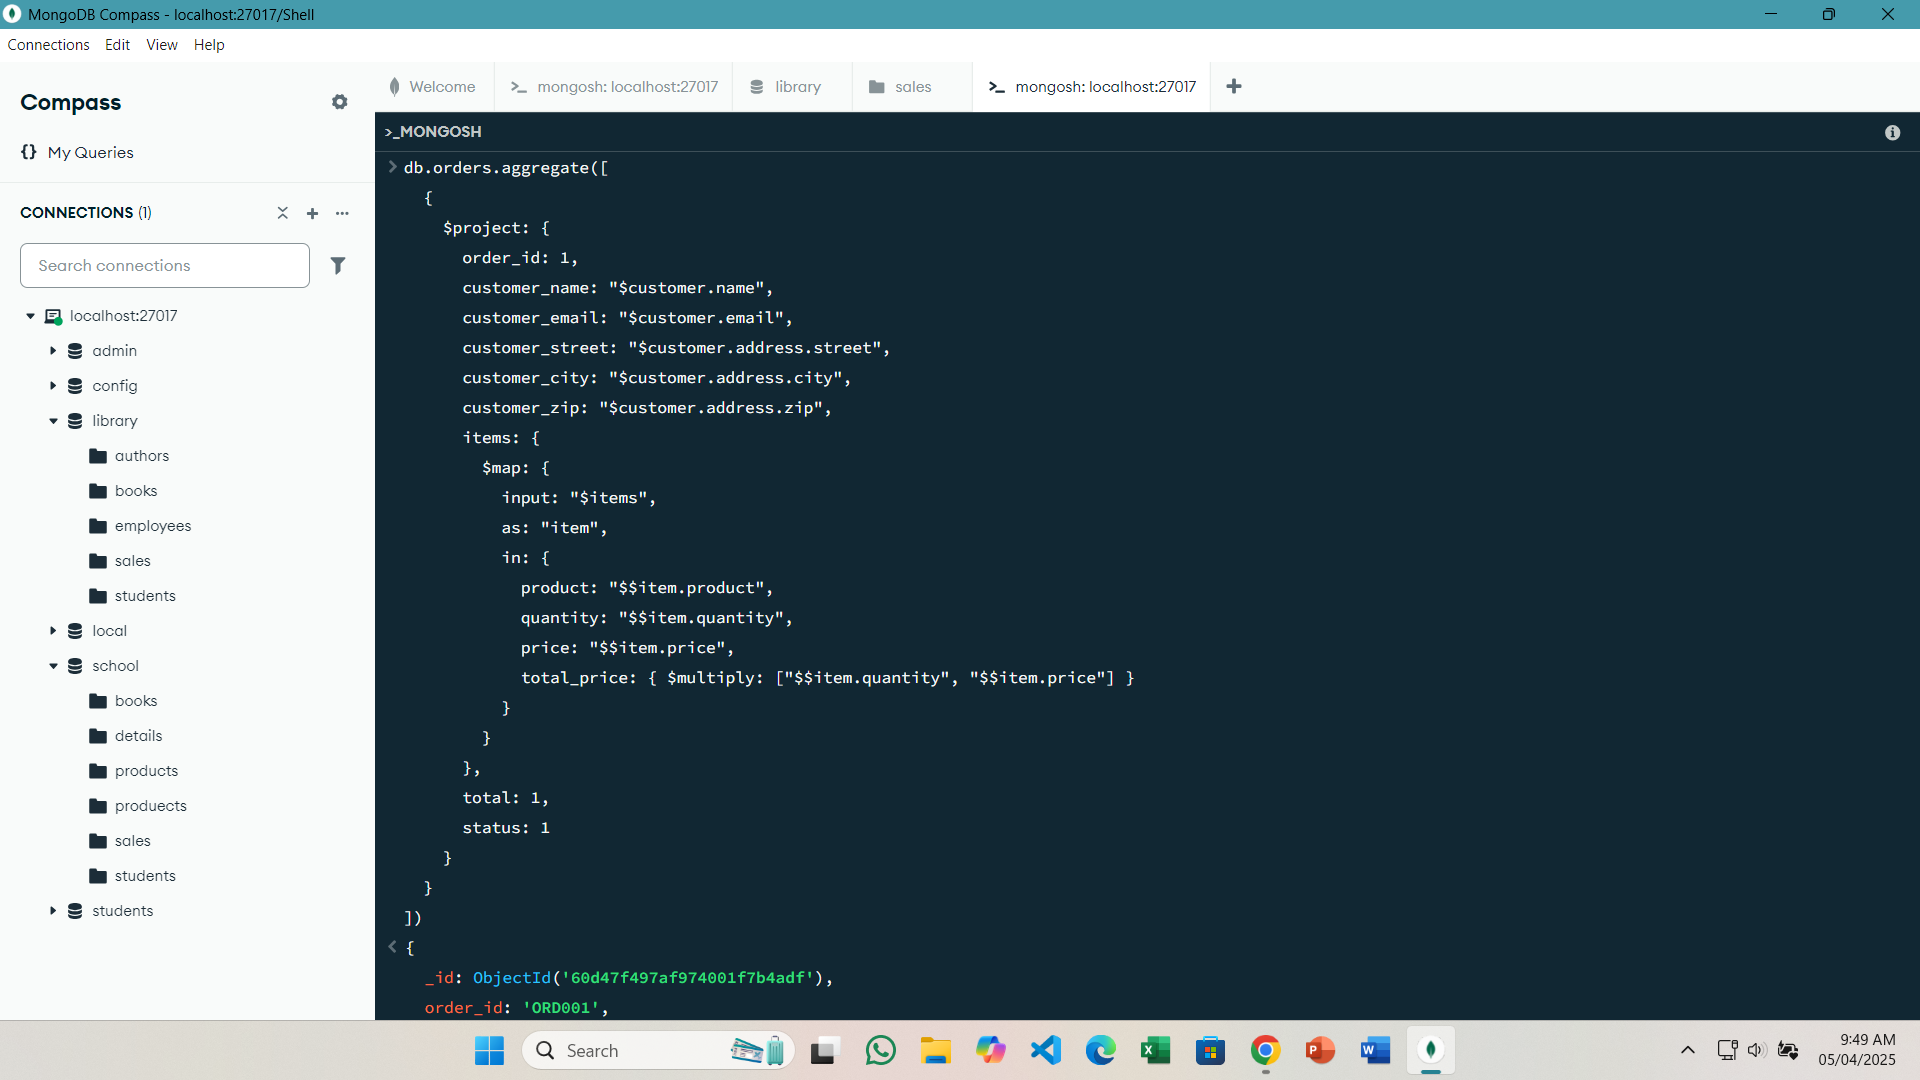 MongoDB Compass - localhost:27017/Shell
Connections Edit View Help
Compass
My Queries
CONNECTIONS (1)
Search connections
localhost:27017
admin
config
library
authors
books
employees
sales
students
local
school
books
details
products
produects
sales
students
students
Welcome
mongosh: localhost:27017
library
sales
mongosh: localhost:27017
>_MONGOSH
> db.orders.aggregate([
{
$project: {
order_id: 1,
customer_name: "$customer.name",
customer_email: "$customer.email",
customer_street: "$customer.address.street",
customer_city: "$customer.address.city",
customer_zip: "$customer.address.zip",
items: {
$map: {
input: "$items",
as: "item",
in: {
product: "$$item.product",
quantity: "$$item.quantity",
price: "$$item.price",
total_price: { $multiply: ["$$item.quantity", "$$item.price"] }
}
}
},
total: 1,
status: 1
}
}
])
< {
_id: ObjectId('60d47f497af974001f7b4adf'),
order_id: 'ORD001',
Search
9:49 AM
05/04/2025